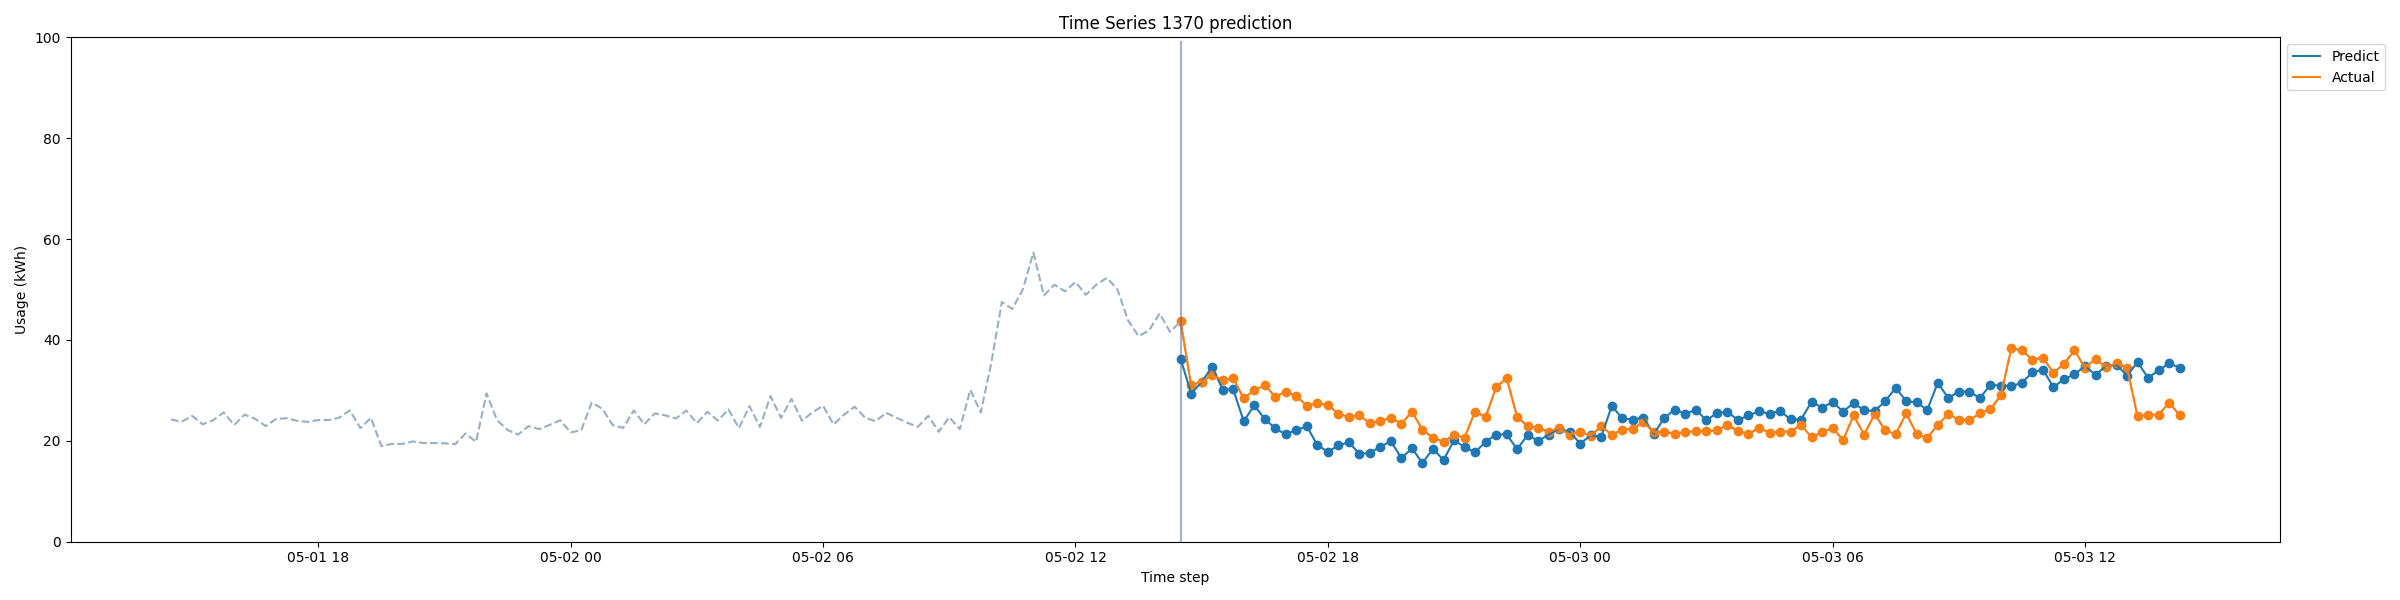 Time Series 1370 prediction
100
80
60
40
20
0
Usage (kWh)
05-01 18
05-02 00
05-02 06
05-02 12
05-02 18
05-03 00
05-03 06
05-03 12
Time step
Predict
Actual